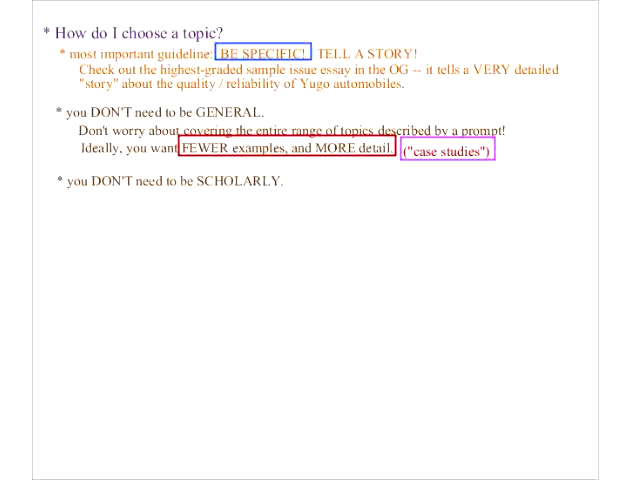 * How do I choose a topic?
* most important guideline: BE SPECIFIC! TELL A STORY!
Check out the highest-graded sample issue essay in the OG -- it tells a VERY detailed
"story" about the quality / reliability of Yugo automobiles.
* you DON'T need to be GENERAL.
Don't worry about covering the entire range of topics described by a prompt!
Ideally, you want FEWER examples, and MORE detail. ("case studies")
* you DON'T need to be SCHOLARLY.